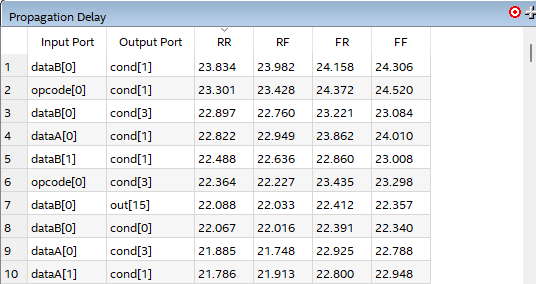 Propagation Delay
Input Port Output Port RR RF FR FF
1 dataB[0] cond[1] 23.834 23.982 24.158 24.306
2 opcode[0] cond[1] 23.301 23.428 24.372 24.520
3 dataB[0] cond[3] 22.897 22.760 23.221 23.084
4 dataA[0] cond[1] 22.822 22.949 23.862 24.010
5 dataB[1] cond[1] 22.488 22.636 22.860 23.008
6 opcode[0] cond[3] 22.364 22.227 23.435 23.298
7 dataB[0] out[15] 22.088 22.033 22.412 22.357
8 dataB[0] cond[0] 22.067 22.016 22.391 22.340
9 dataA[0] cond[3] 21.885 21.748 22.925 22.788
10 dataA[1] cond[1] 21.786 21.913 22.800 22.948